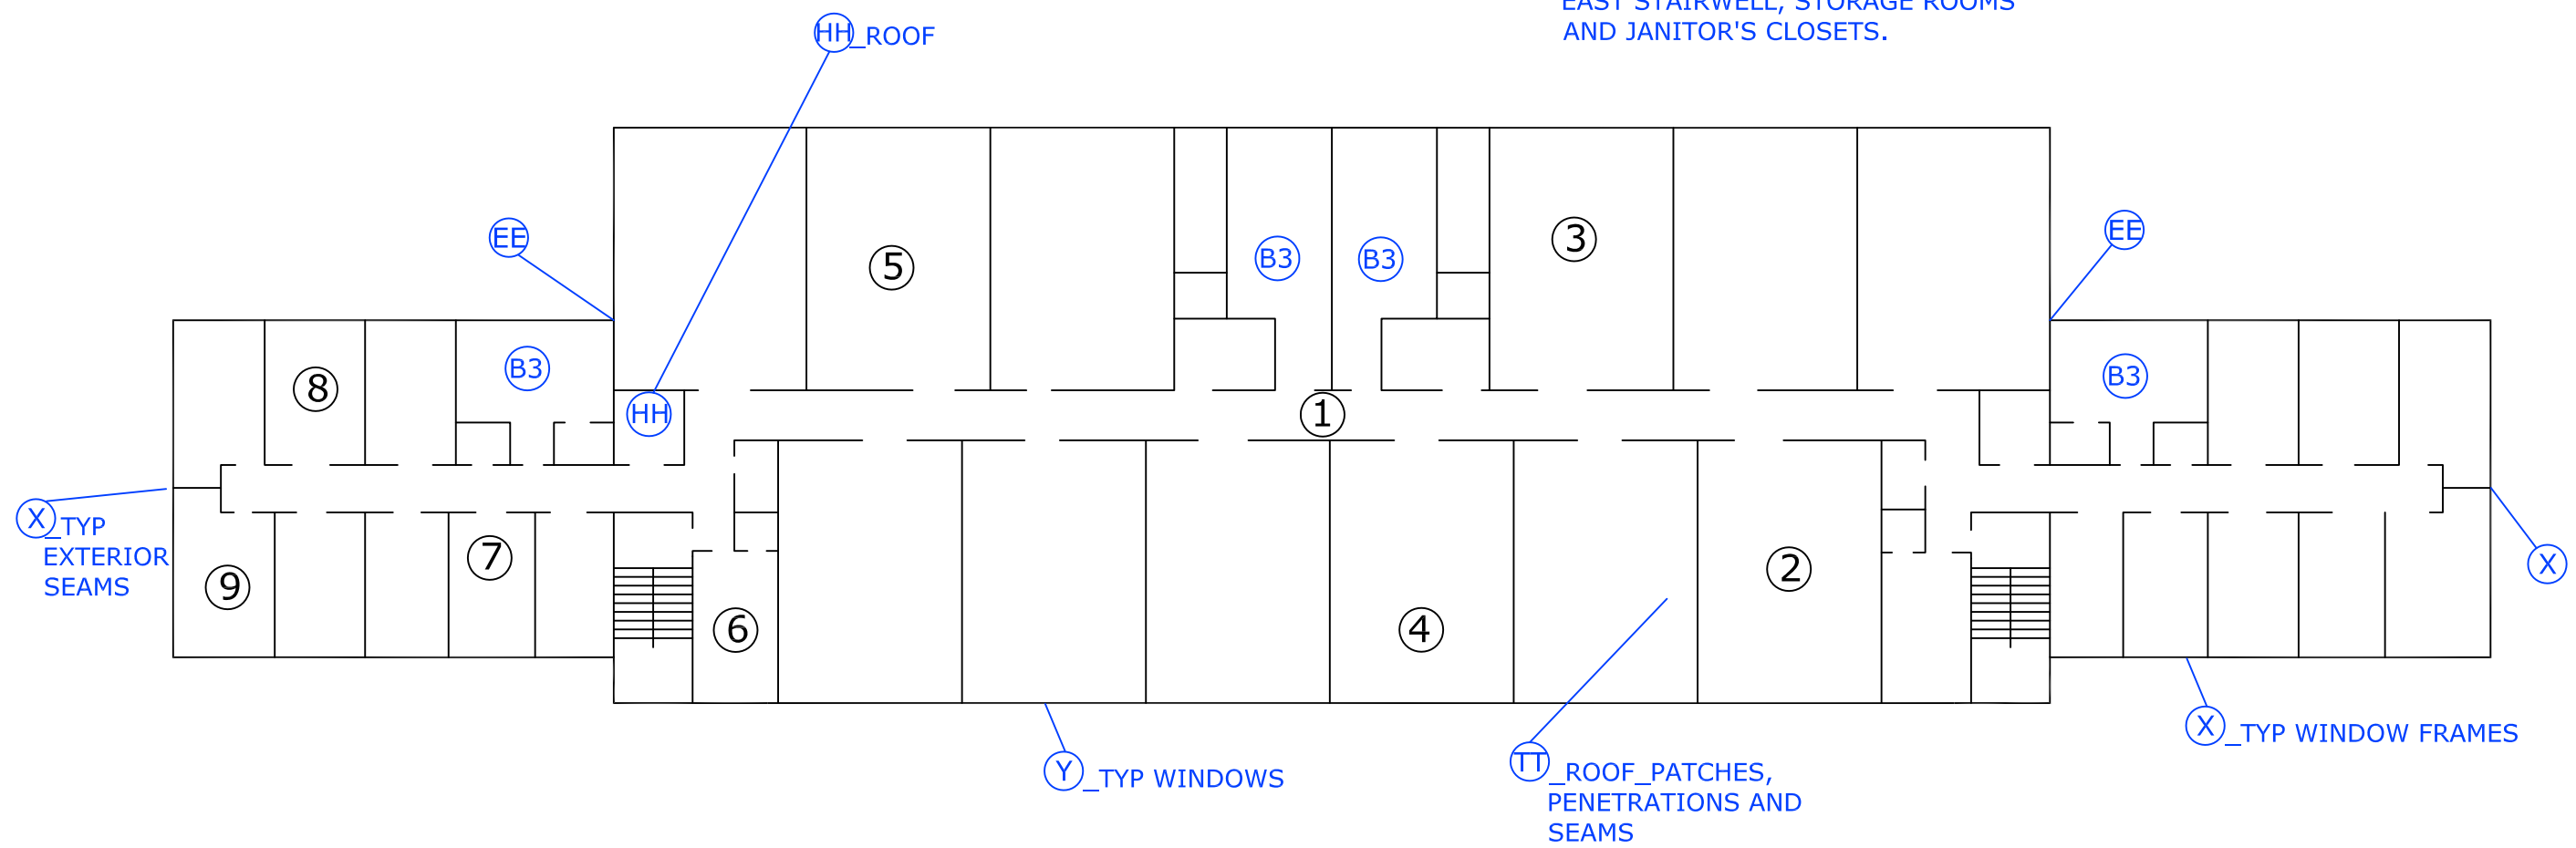 EAST STAIRWELL, STORAGE ROOMS
AND JANITOR'S CLOSETS.
HH_ROOF
EE
EE
5
B3
B3
3
8
B3
HH
1
B3
X_TYP
EXTERIOR
SEAMS
9
7
6
4
2
X
Y_TYP WINDOWS
TT_ROOF_PATCHES,
PENETRATIONS AND
SEAMS
X_TYP WINDOW FRAMES